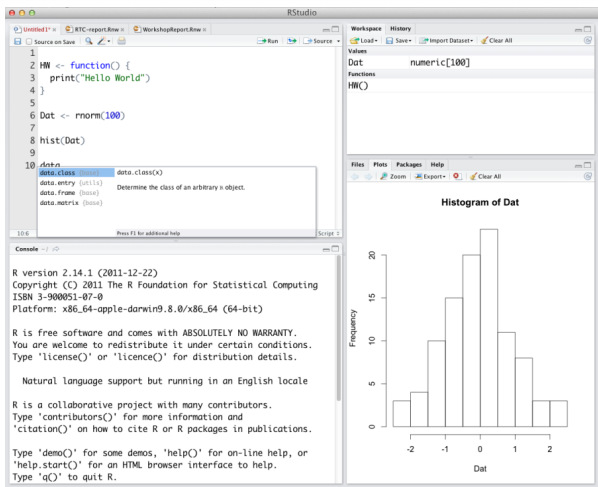 RStudio
Untitled1* × RTC-report.Rnw × WorkshopReport.Rnw ×
Source on Save Run Source
1
2 HW <- function() {
3 print("Hello World")
4 }
5
6 Dat <- rnorm(100)
7
8 hist(Dat)
9
10 data
data.class {base}
data.entry {utils}
data.frame {base}
data.matrix {base}
data.class(x)
Determine the class of an arbitrary R object.
Press F1 for additional help
10:6 Script
Console ~/
R version 2.14.1 (2011-12-22)
Copyright (C) 2011 The R Foundation for Statistical Computing
ISBN 3-900051-07-0
Platform: x86_64-apple-darwin9.8.0/x86_64 (64-bit)
R is free software and comes with ABSOLUTELY NO WARRANTY.
You are welcome to redistribute it under certain conditions.
Type 'license()' or 'licence()' for distribution details.
Natural language support but running in an English locale
R is a collaborative project with many contributors.
Type 'contributors()' for more information and
'citation()' on how to cite R or R packages in publications.
Type 'demo()' for some demos, 'help()' for on-line help, or
'help.start()' for an HTML browser interface to help.
Type 'q()' to quit R.
Workspace History
Load Save Import Dataset Clear All
Values
Dat numeric[100]
Functions
HW()
Files Plots Packages Help
Zoom Export Clear All
Histogram of Dat
Frequency
20
15
10
5
0
-2 -1 0 1 2
Dat